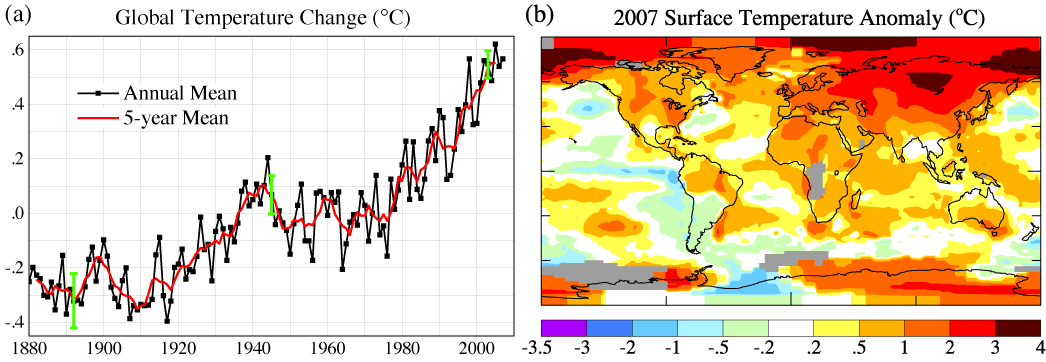 (a) Global Temperature Change (°C)
.6
.4
.2
.0
-.2
-.4
Annual Mean
5-year Mean
1880 1900 1920 1940 1960 1980 2000
(b) 2007 Surface Temperature Anomaly (°C)
-3.5 -3 -2 -1 -.5 -.2 .2 .5 1 2 3 4